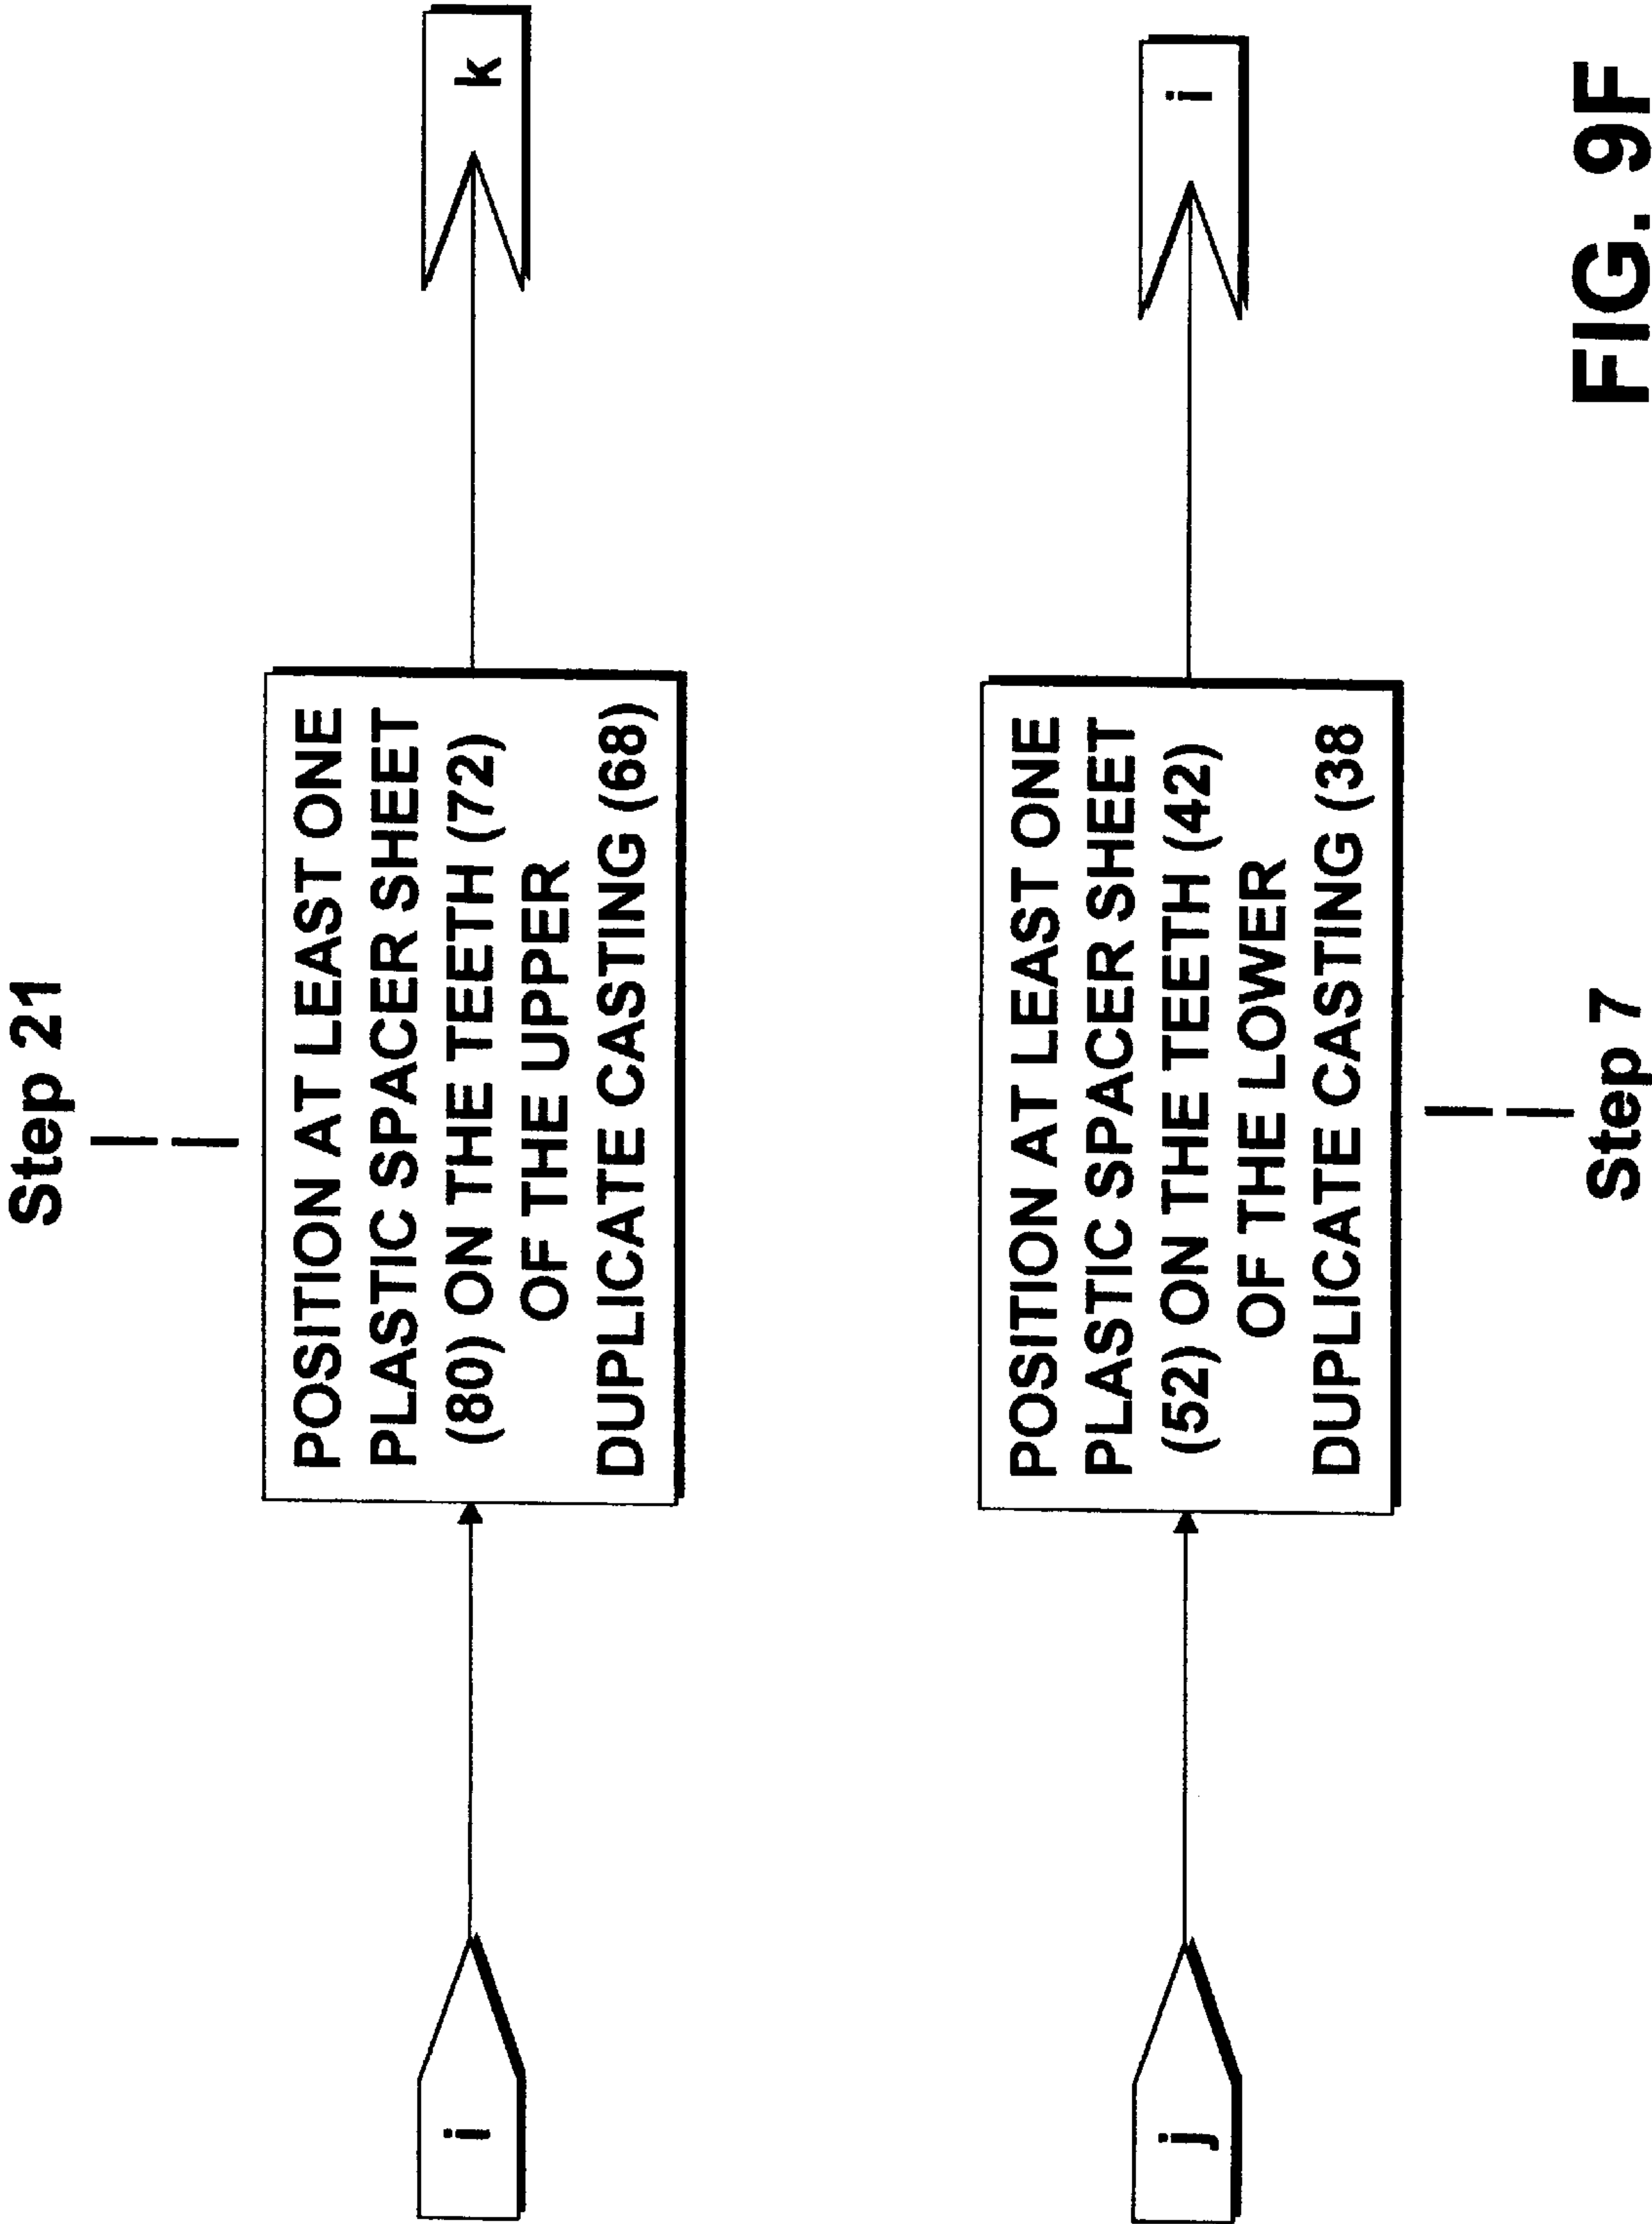 Step 21
i
POSITION AT LEAST ONE
PLASTIC SPACER SHEET
(80) ON THE TEETH (72)
OF THE UPPER
DUPLICATE CASTING (68)
k
j
POSITION AT LEAST ONE
PLASTIC SPACER SHEET
(52) ON THE TEETH (42)
OF THE LOWER
DUPLICATE CASTING (38
i
Step 7
FIG. 9F